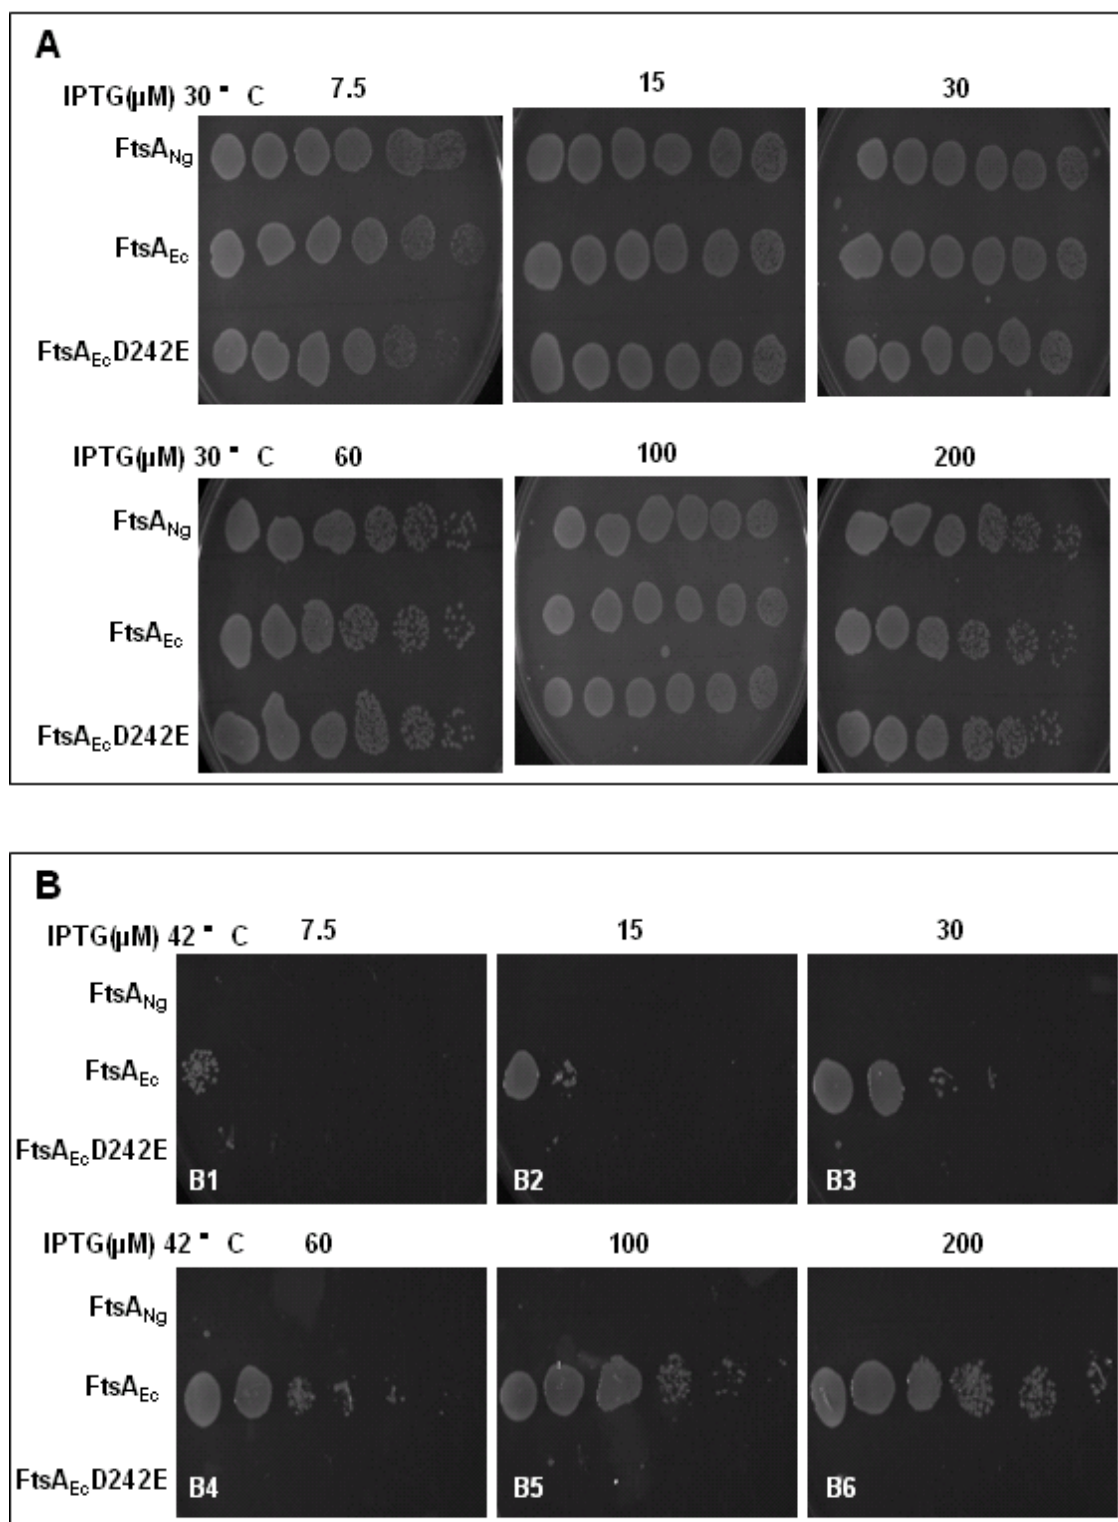 A
IPTG(µM) 30 ▪ C 7.5 15 30
FtsANg
FtsAEc
FtsAEcD242E
IPTG(µM) 30 ▪ C 60 100 200
FtsANg
FtsAEc
FtsAEcD242E
B
IPTG(µM) 42 ▪ C 7.5 15 30
FtsANg
FtsAEc
FtsAEcD242E
B1 B2 B3
IPTG(µM) 42 ▪ C 60 100 200
FtsANg
FtsAEc
FtsAEcD242E
B4 B5 B6